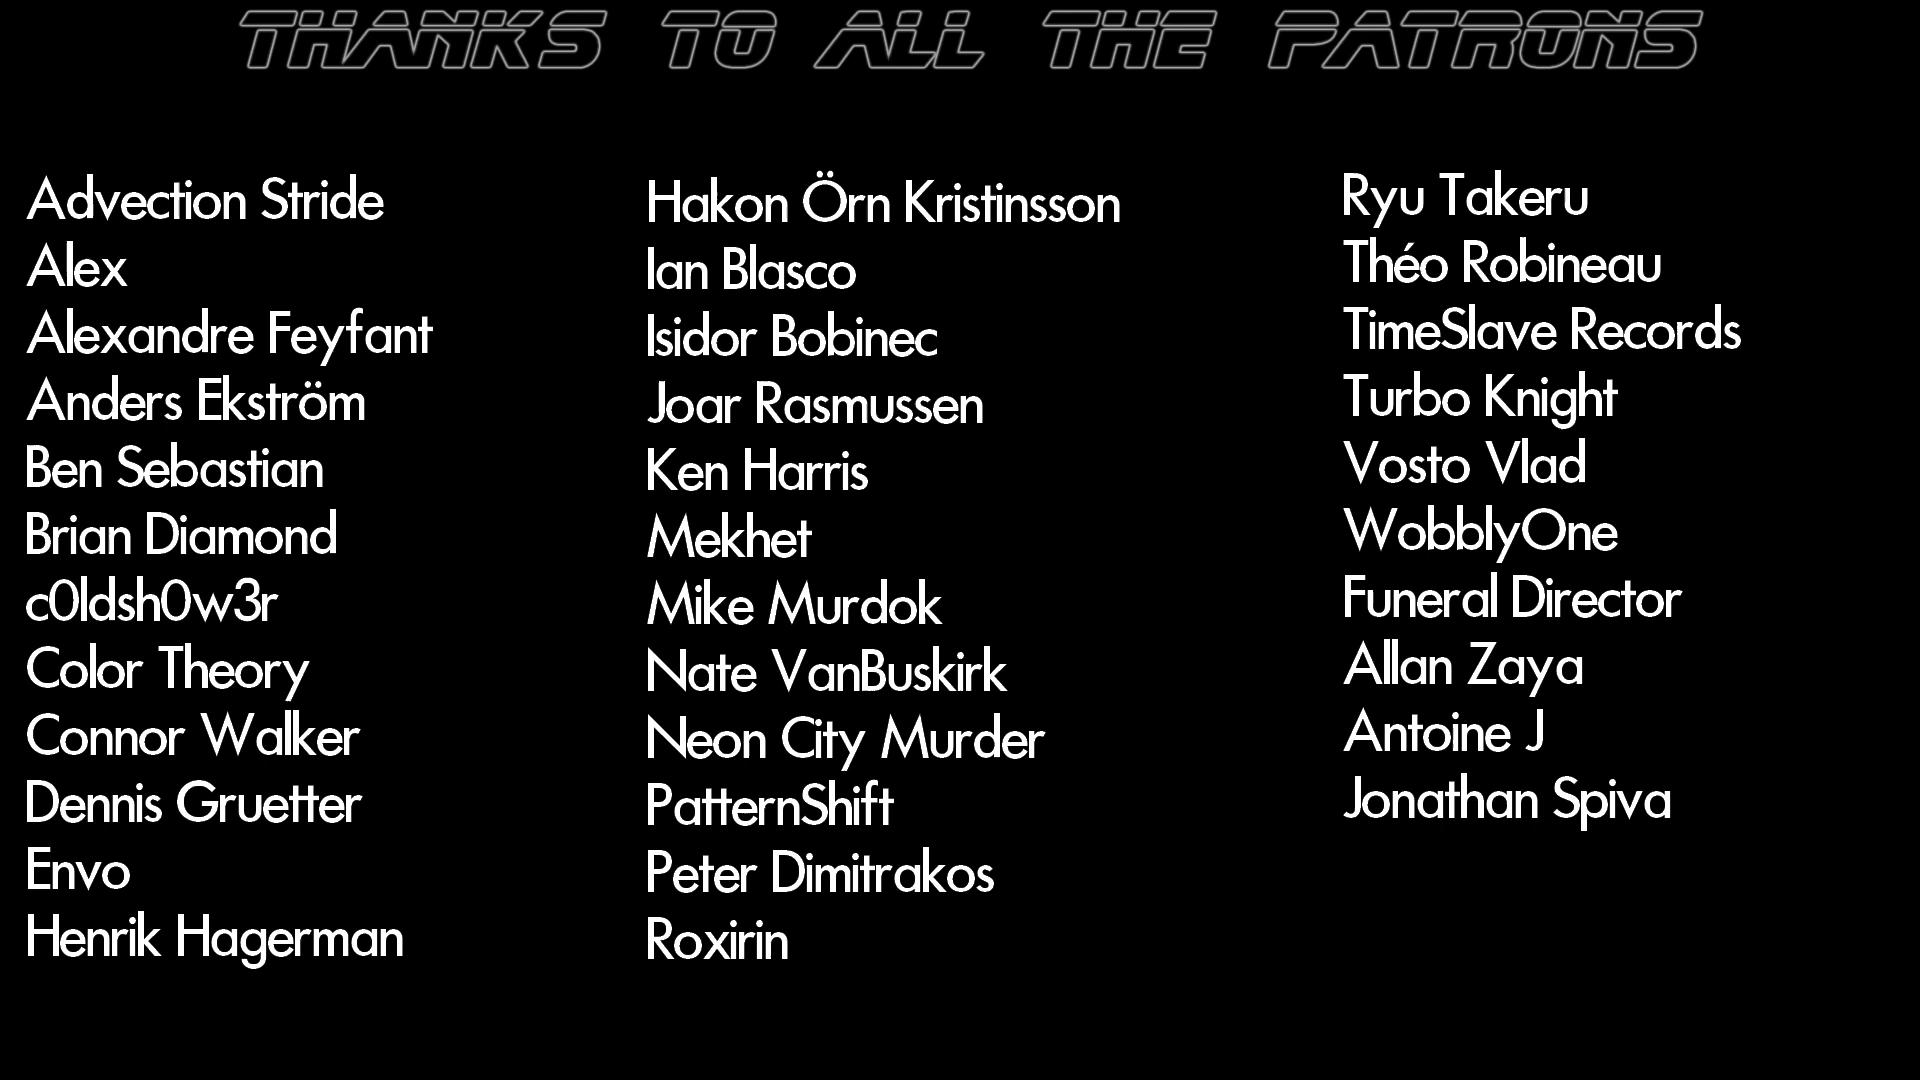 THANKS TO ALL THE PATRONS
Advection Stride
Alex
Alexandre Feyfant
Anders Ekström
Ben Sebastian
Brian Diamond
c0ldsh0w3r
Color Theory
Connor Walker
Dennis Gruetter
Envo
Henrik Hagerman
Hakon Örn Kristinsson
Ian Blasco
Isidor Bobinec
Joar Rasmussen
Ken Harris
Mekhet
Mike Murdok
Nate VanBuskirk
Neon City Murder
PatternShift
Peter Dimitrakos
Roxirin
Ryu Takeru
Théo Robineau
TimeSlave Records
Turbo Knight
Vosto Vlad
WobblyOne
Funeral Director
Allan Zaya
Antoine J
Jonathan Spiva